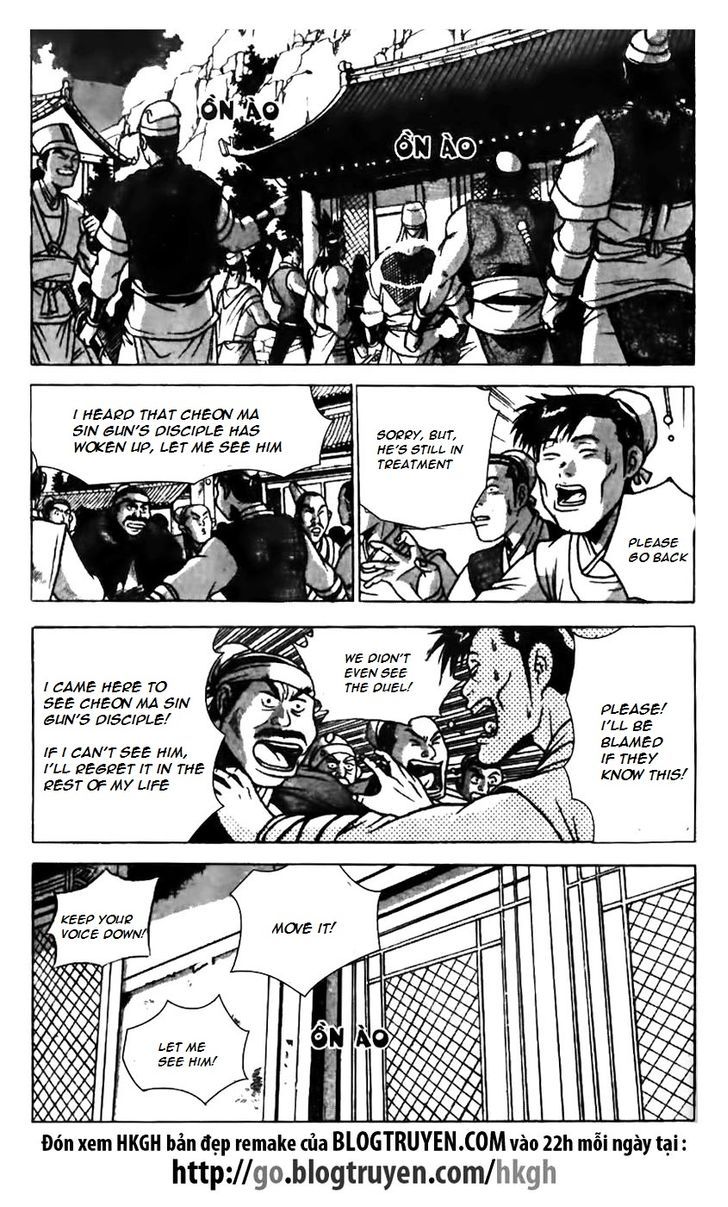 ỒN ÀO
ỒN ÀO
I HEARD THAT CHEON MA
SIN GUN'S DISCIPLE HAS
WOKEN UP, LET ME SEE HIM
SORRY, BUT,
HE'S STILL IN
TREATMENT
PLEASE
GO BACK
I CAME HERE TO
SEE CHEON MA SIN
GUN'S DISCIPLE!
IF I CAN'T SEE HIM,
I'LL REGRET IT IN THE
REST OF MY LIFE
WE DIDN'T
EVEN SEE
THE DUEL!
PLEASE!
I'LL BE
BLAMED
IF THEY
KNOW THIS!
KEEP YOUR
VOICE DOWN!
MOVE IT!
LET ME
SEE HIM!
ỒN ÀO
Đón xem HKGH bản đẹp remake của BLOGTRUYEN.COM vào 22h mỗi ngày tại :
http://go.blogtruyen.com/hkgh